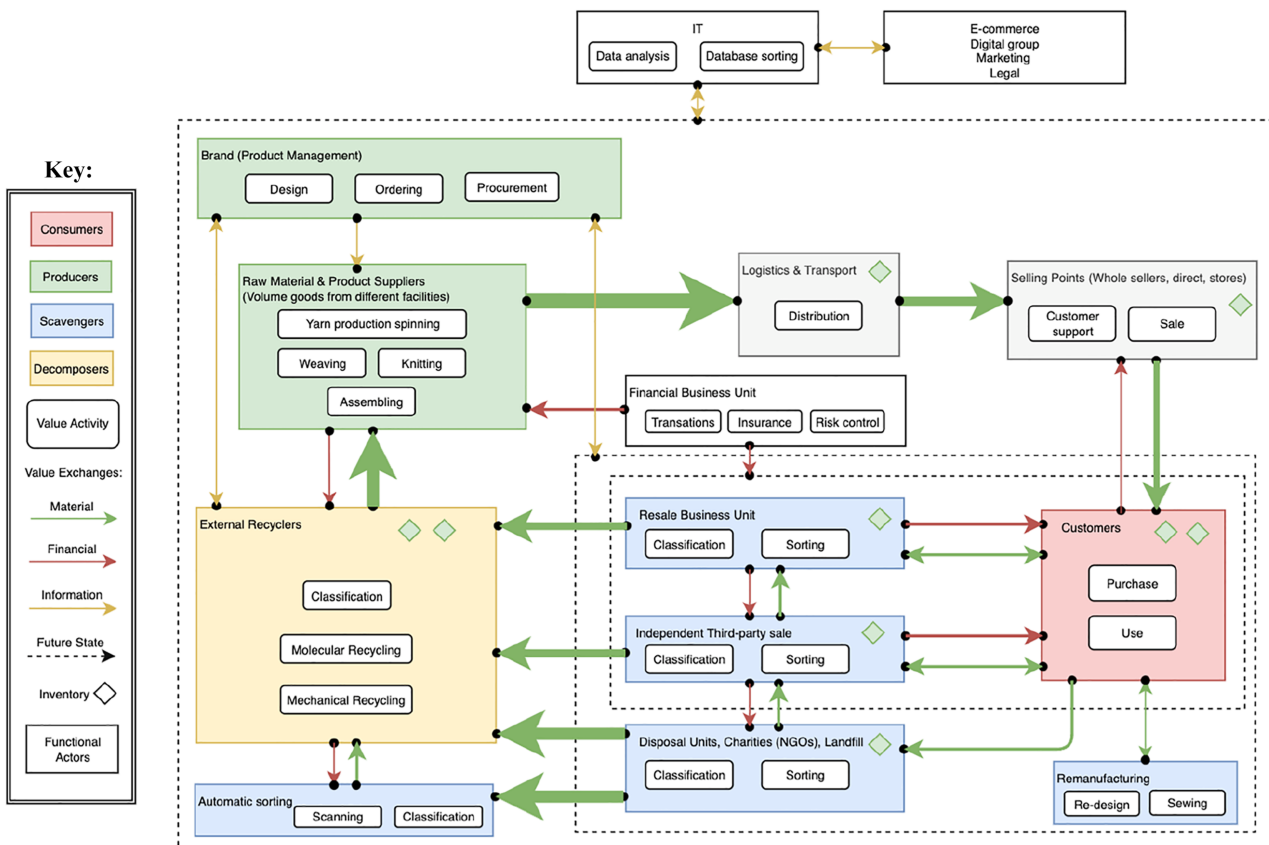 IT
Data analysis
Database sorting
E-commerce
Digital group
Marketing
Legal
Key:
Consumers
Producers
Scavengers
Decomposers
Value Activity
Value Exchanges:
Material
Financial
Information
Future State
Inventory
Functional
Actors
Brand (Product Management)
Design
Ordering
Procurement
Raw Material & Product Suppliers
(Volume goods from different facilities)
Yarn production spinning
Weaving
Knitting
Assembling
Logistics & Transport
Distribution
Selling Points (Whole sellers, direct, stores)
Customer
support
Sale
Financial Business Unit
Transations
Insurance
Risk control
External Recyclers
Classification
Molecular Recycling
Mechanical Recycling
Resale Business Unit
Classification
Sorting
Independent Third-party sale
Classification
Sorting
Disposal Units, Charities (NGOs), Landfill
Classification
Sorting
Customers
Purchase
Use
Automatic sorting
Scanning
Classification
Remanufacturing
Re-design
Sewing